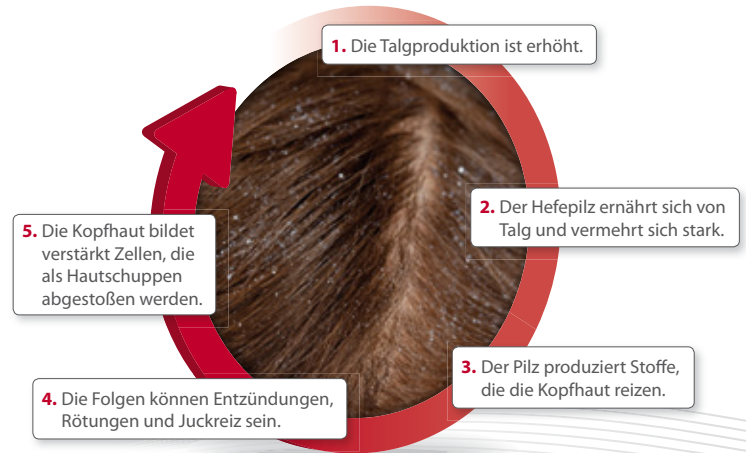 1. Die Talgproduktion ist erhöht.
2. Der Hefepilz ernährt sich von
Talg und vermehrt sich stark.
3. Der Pilz produziert Stoffe,
die die Kopfhaut reizen.
4. Die Folgen können Entzündungen,
Rötungen und Juckreiz sein.
5. Die Kopfhaut bildet
verstärkt Zellen, die
als Hautschuppen
abgestoßen werden.